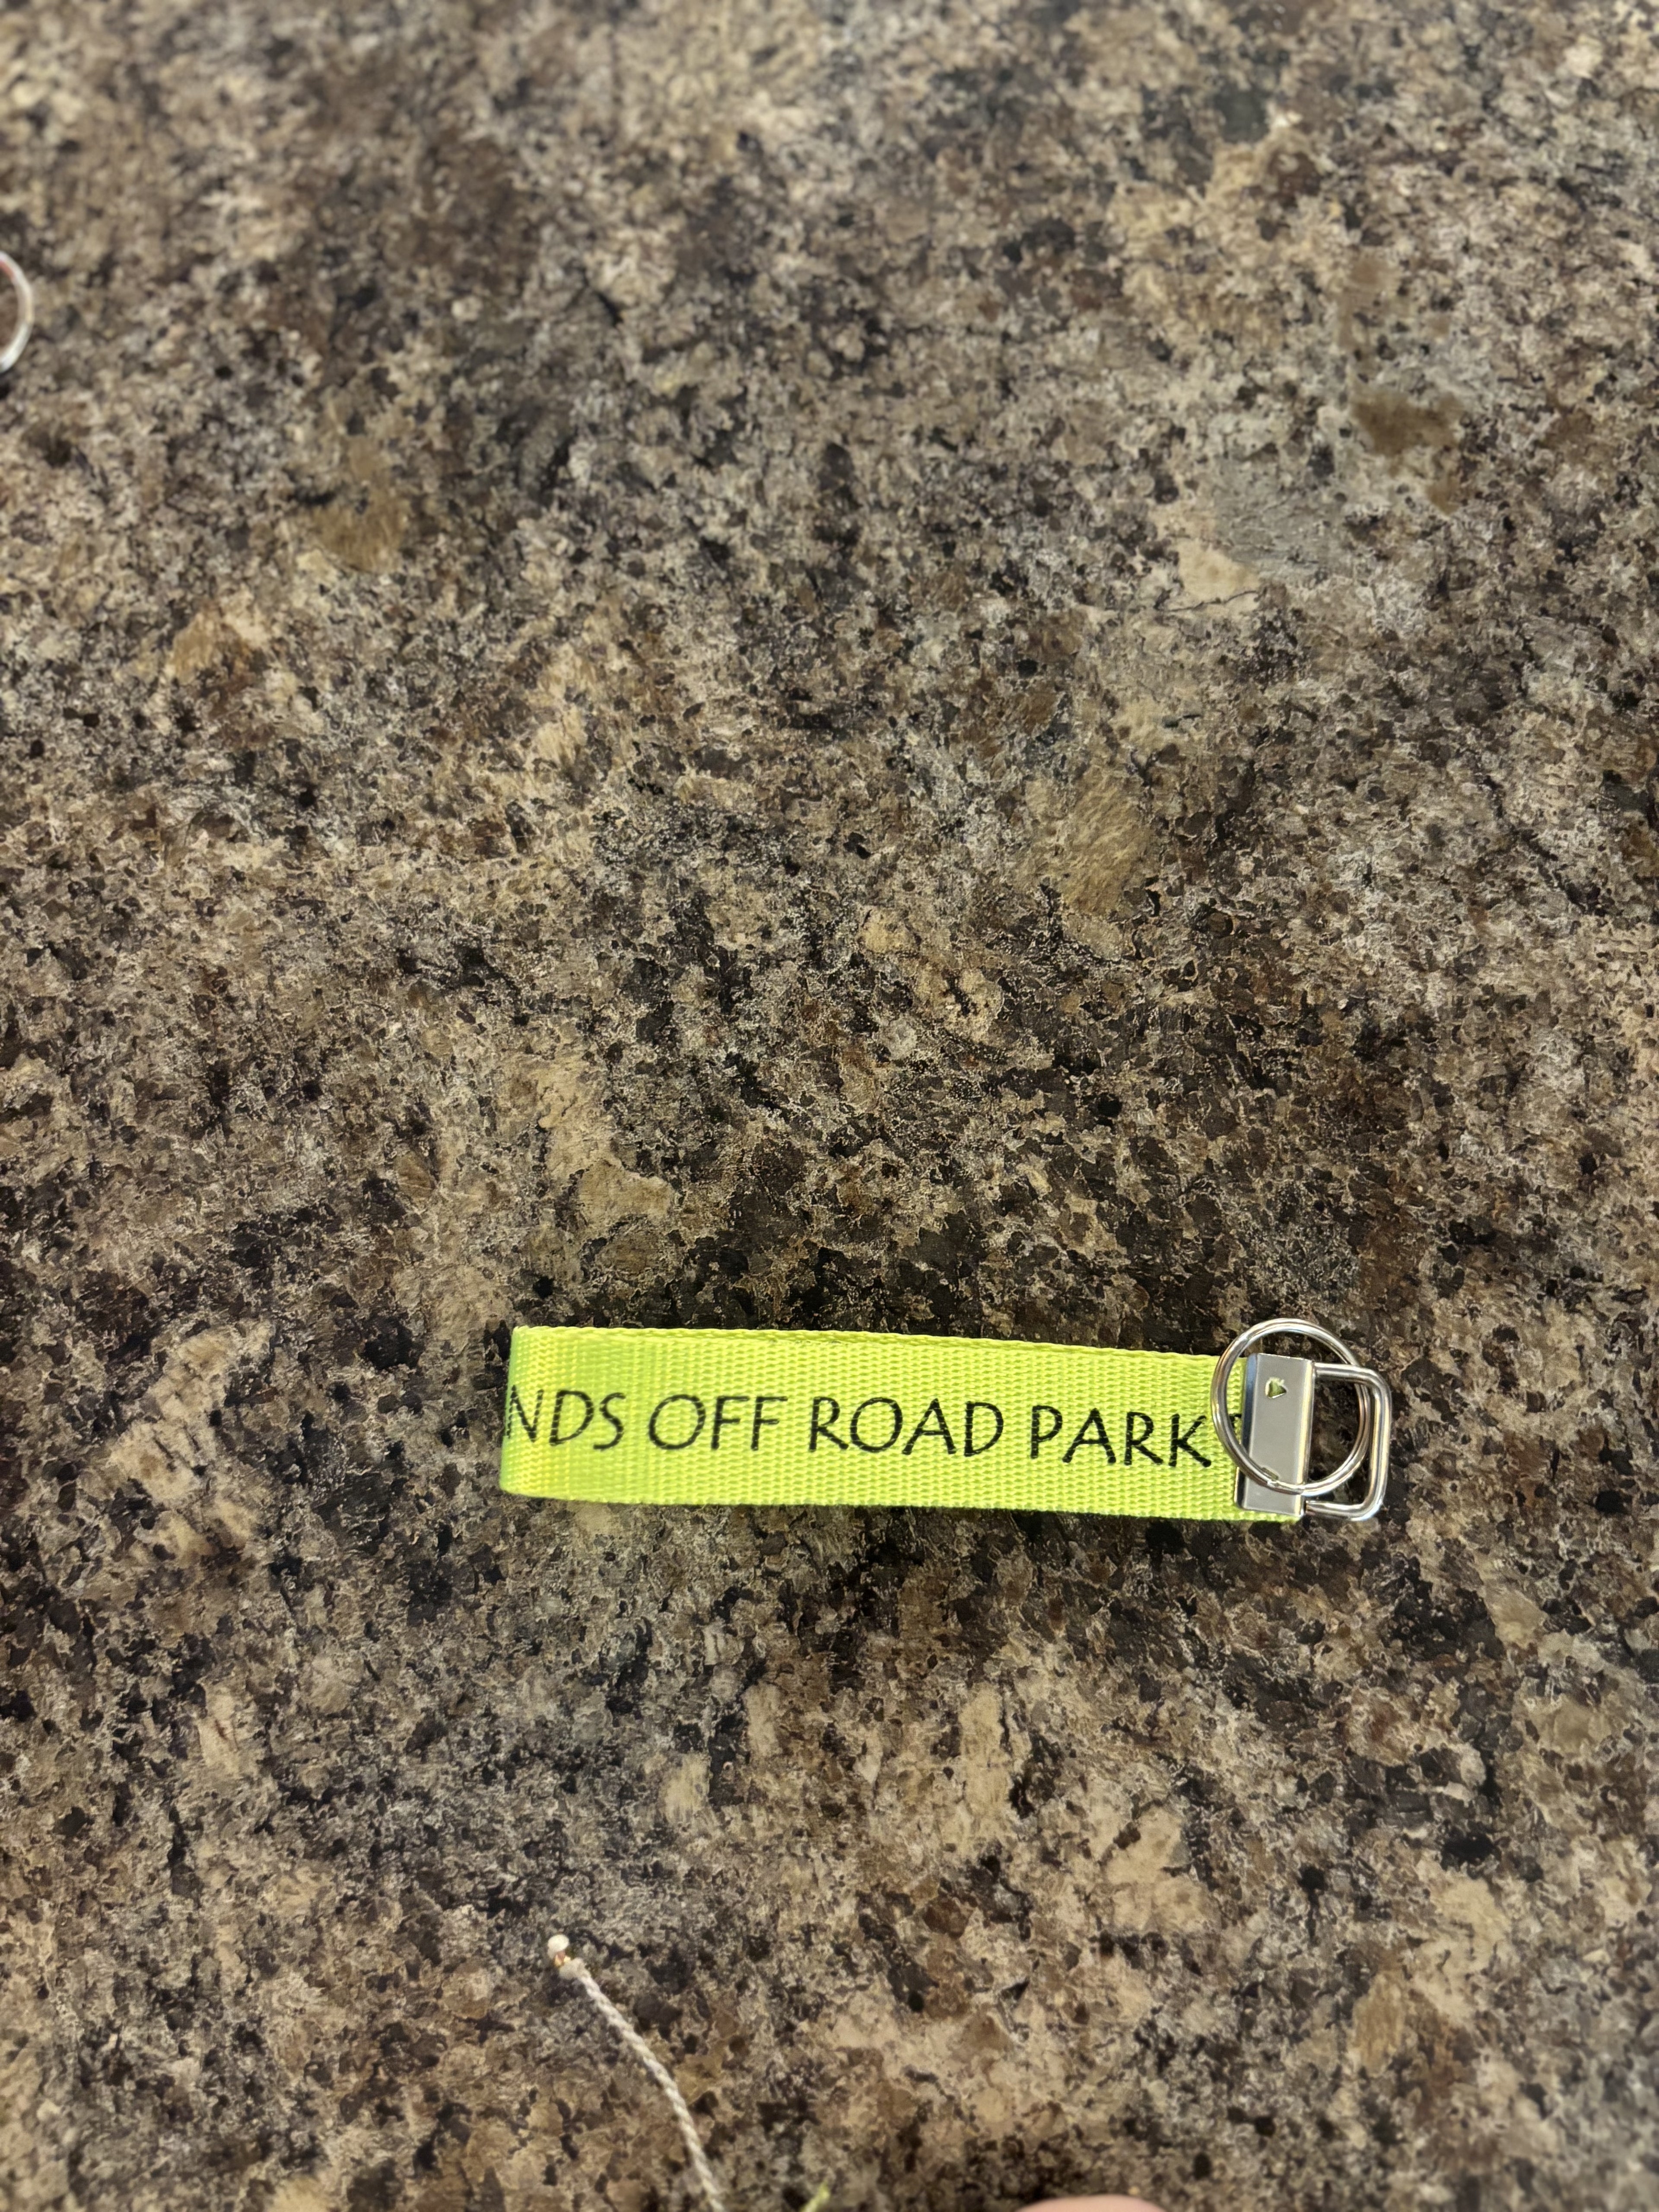 NDS OFF ROAD PARK